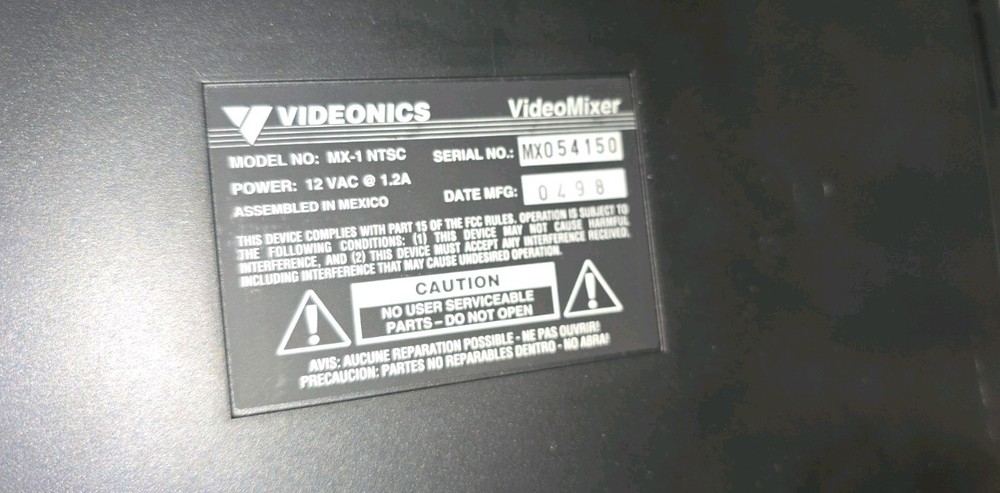 VIDEONICS VideoMixer
MODEL NO: MX-1 NTSC SERIAL NO.: MX054150
POWER: 12 VAC @ 1.2A DATE MFG: 0498
ASSEMBLED IN MEXICO
THIS DEVICE COMPLIES WITH PART 15 OF THE FCC RULES. OPERATION IS SUBJECT TO
THE FOLLOWING CONDITIONS: (1) THIS DEVICE MAY NOT CAUSE HARMFUL
INTERFERENCE, AND (2) THIS DEVICE MUST ACCEPT ANY INTERFERENCE RECEIVED.
INCLUDING INTERFERENCE THAT MAY CAUSE UNDESIRED OPERATION.
CAUTION
NO USER SERVICEABLE
PARTS – DO NOT OPEN
AVIS: AUCUNE REPARATION POSSIBLE - NE PAS OUVRIR!
PRECAUCION: PARTES NO REPARABLES DENTRO - NO ABRA!